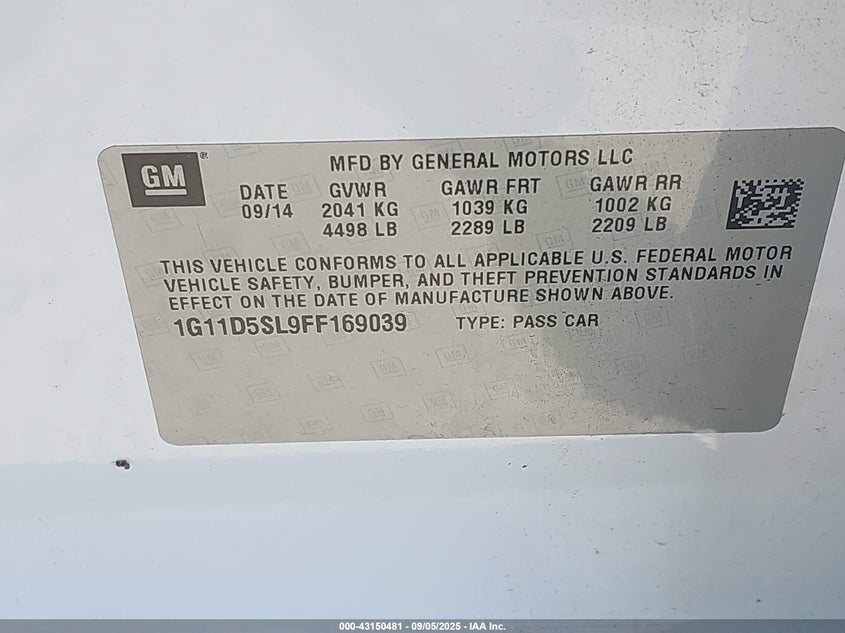 GM®
MFD BY GENERAL MOTORS LLC
DATE GVWR GAWR FRT GAWR RR
09/14 2041 KG 1039 KG 1002 KG
4498 LB 2289 LB 2209 LB
THIS VEHICLE CONFORMS TO ALL APPLICABLE U.S. FEDERAL MOTOR
VEHICLE SAFETY, BUMPER, AND THEFT PREVENTION STANDARDS IN
EFFECT ON THE DATE OF MANUFACTURE SHOWN ABOVE.
1G11D5SL9FF169039 TYPE: PASS CAR
000-43150481 - 09/05/2025 - IAA Inc.